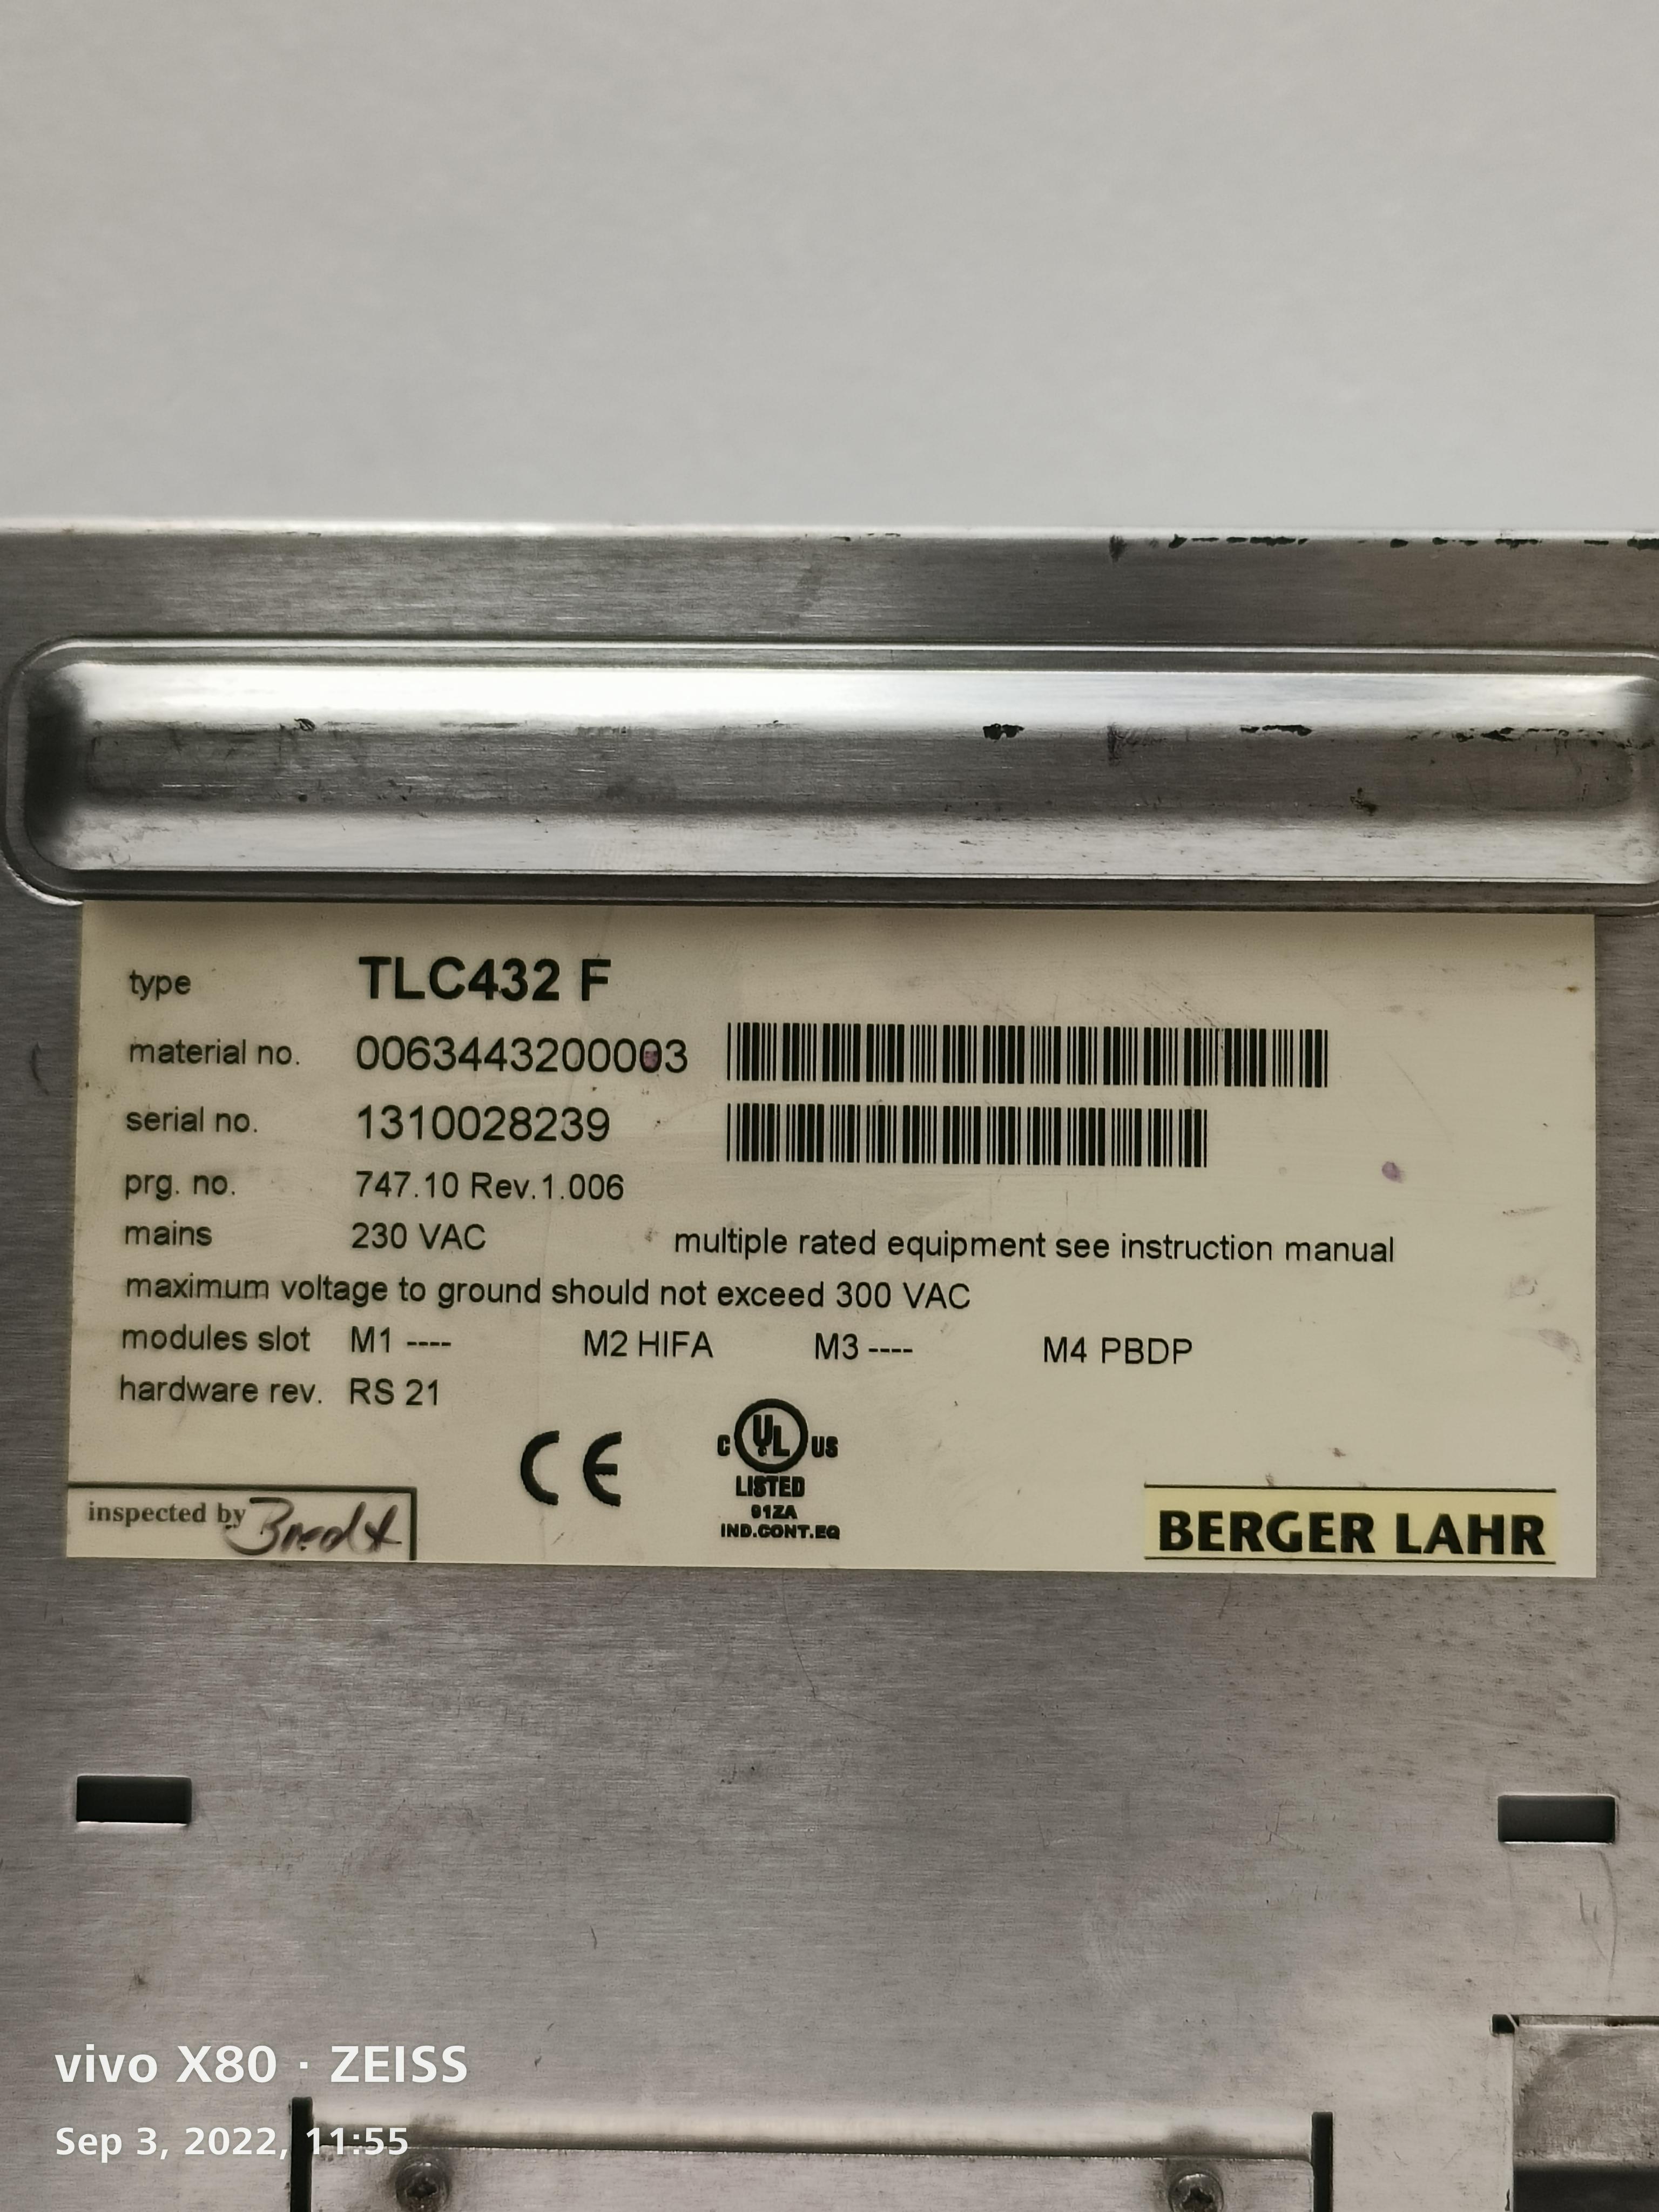 type TLC432 F
material no. 0063443200003
serial no. 1310028239
prg. no. 747.10 Rev.1.006
mains 230 VAC multiple rated equipment see instruction manual
maximum voltage to ground should not exceed 300 VAC
modules slot M1 ---- M2 HIFA M3 ---- M4 PBDP
hardware rev. RS 21
CE
C UL US
LISTED
91ZA
IND.CONT.EQ
inspected by
BERGER LAHR
vivo X80 · ZEISS
Sep 3, 2022, 11:55